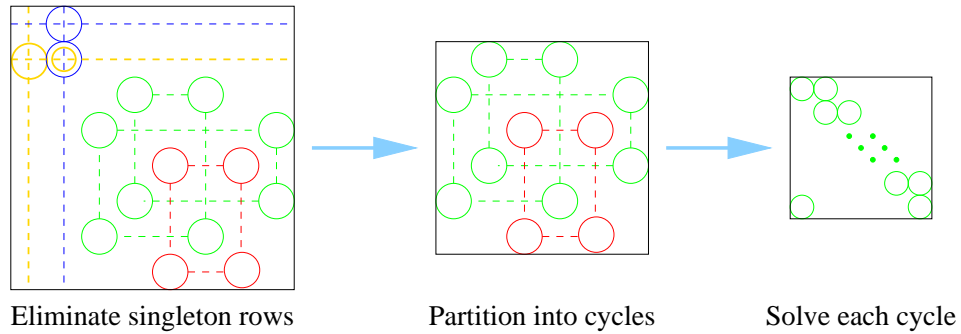 Eliminate singleton rows
Partition into cycles
Solve each cycle